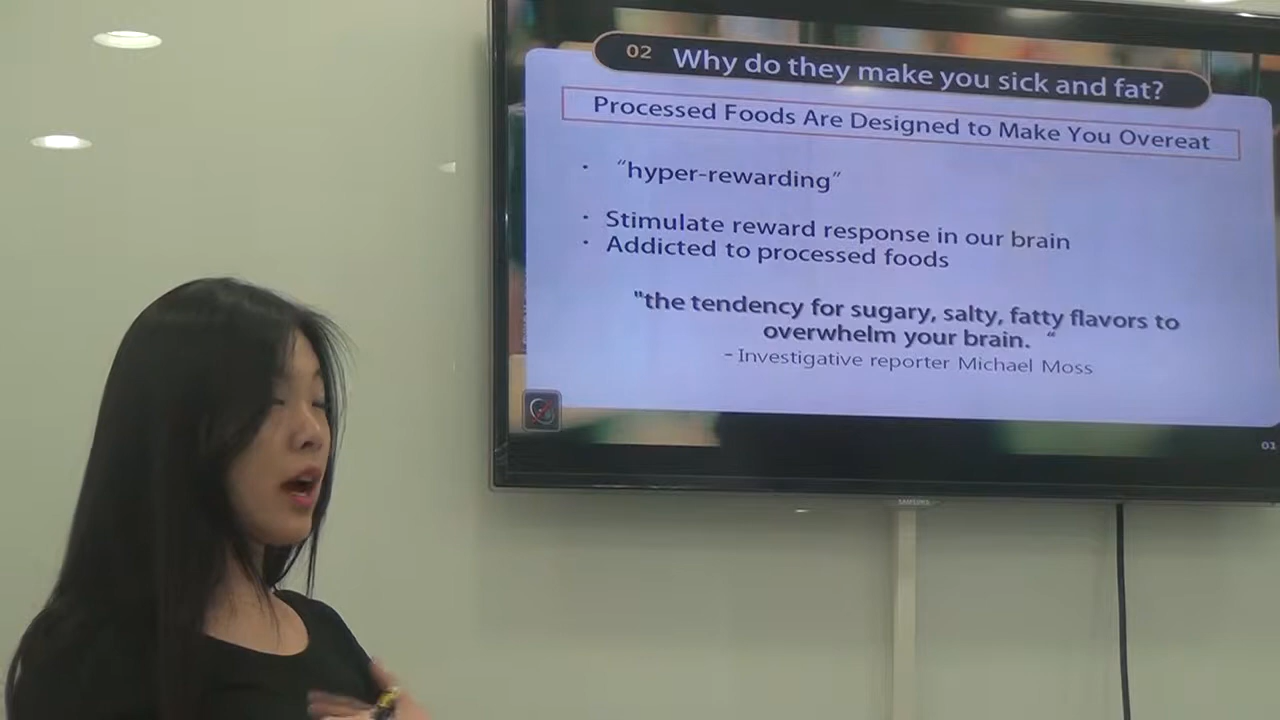 02 Why do they make you sick and fat?
Processed Foods Are Designed to Make You Overeat
· "hyper-rewarding"
· Stimulate reward response in our brain
· Addicted to processed foods
"the tendency for sugary, salty, fatty flavors to
overwhelm your brain. “
- Investigative reporter Michael Moss
03
SAMSUNG